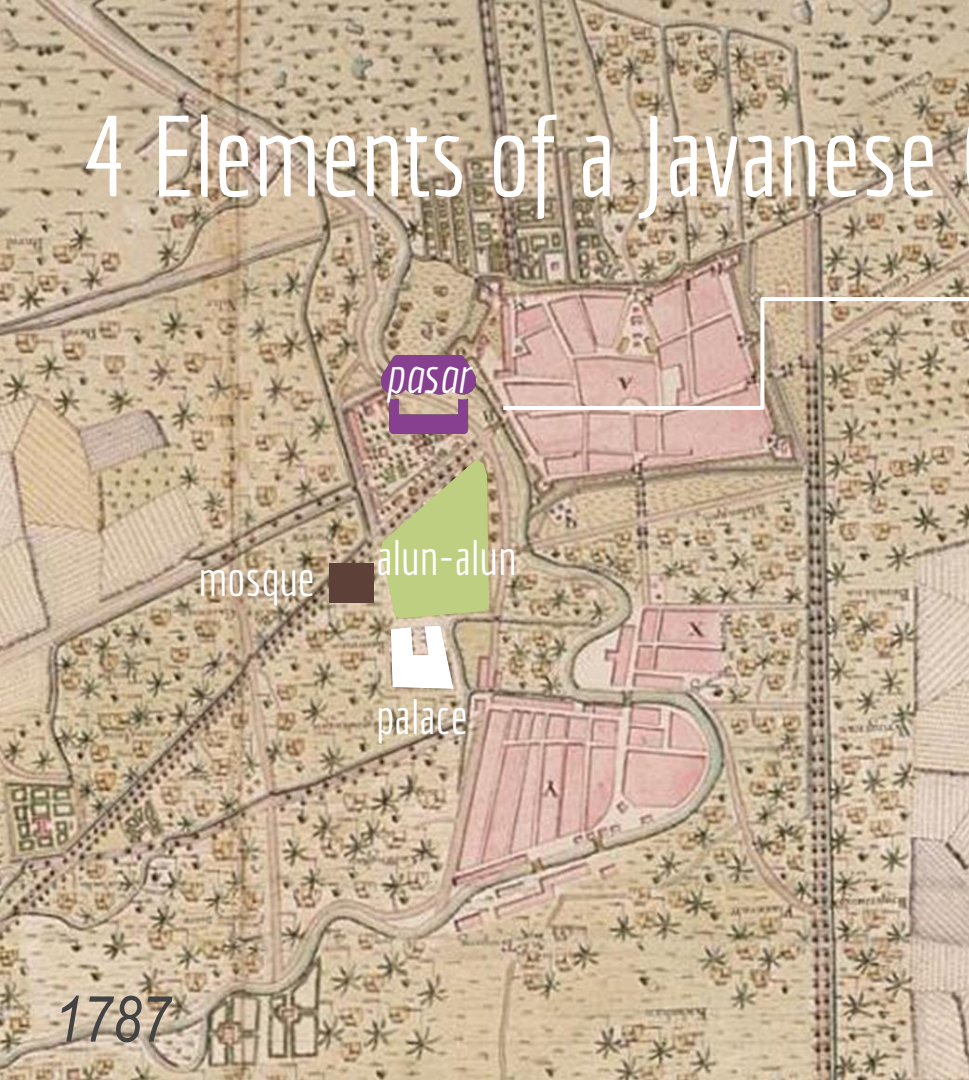 4 Elements of a Javanese
pasar
alun-alun
mosque
palace
V
X
Y
1787